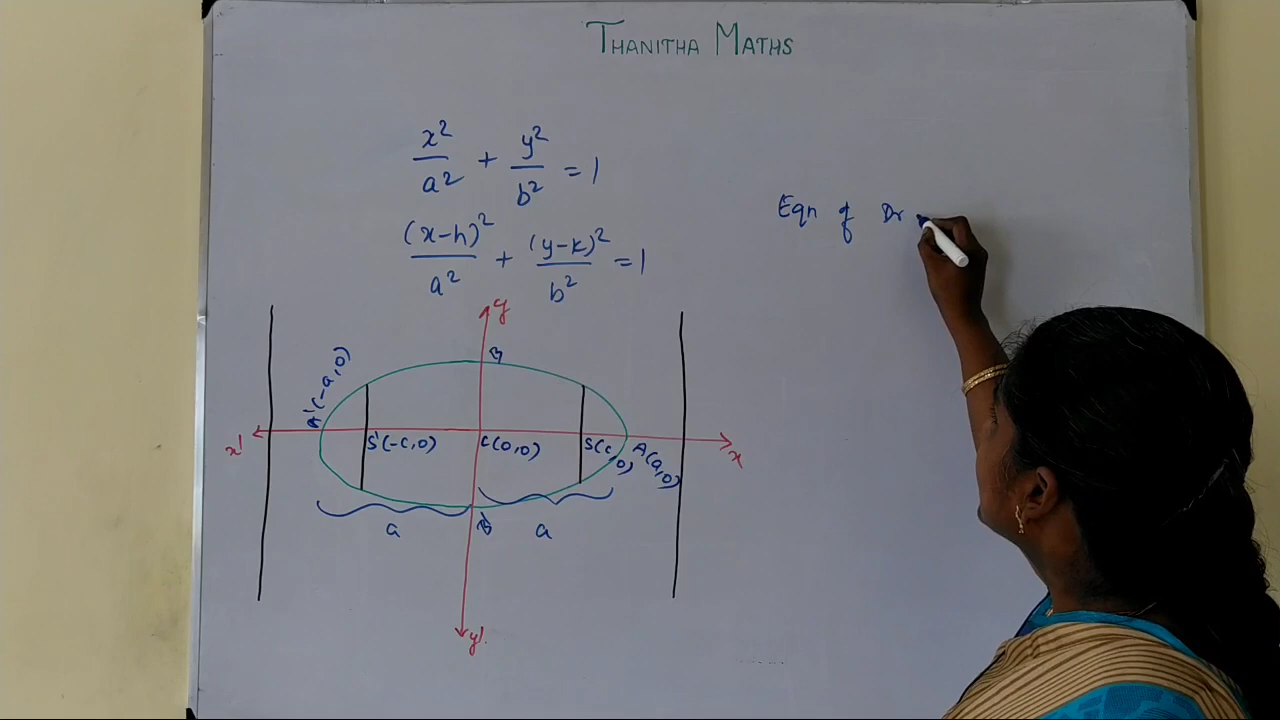 THANITHA MATHS
x²/a² + y²/b² = 1
(x-h)²/a² + (y-k)²/b² = 1
Eqn of Dr
y
B
A'(-a,0)
x'
S'(-c,0)
C(0,0)
S(c,0)
A(a,0)
x
a
B'
a
y'